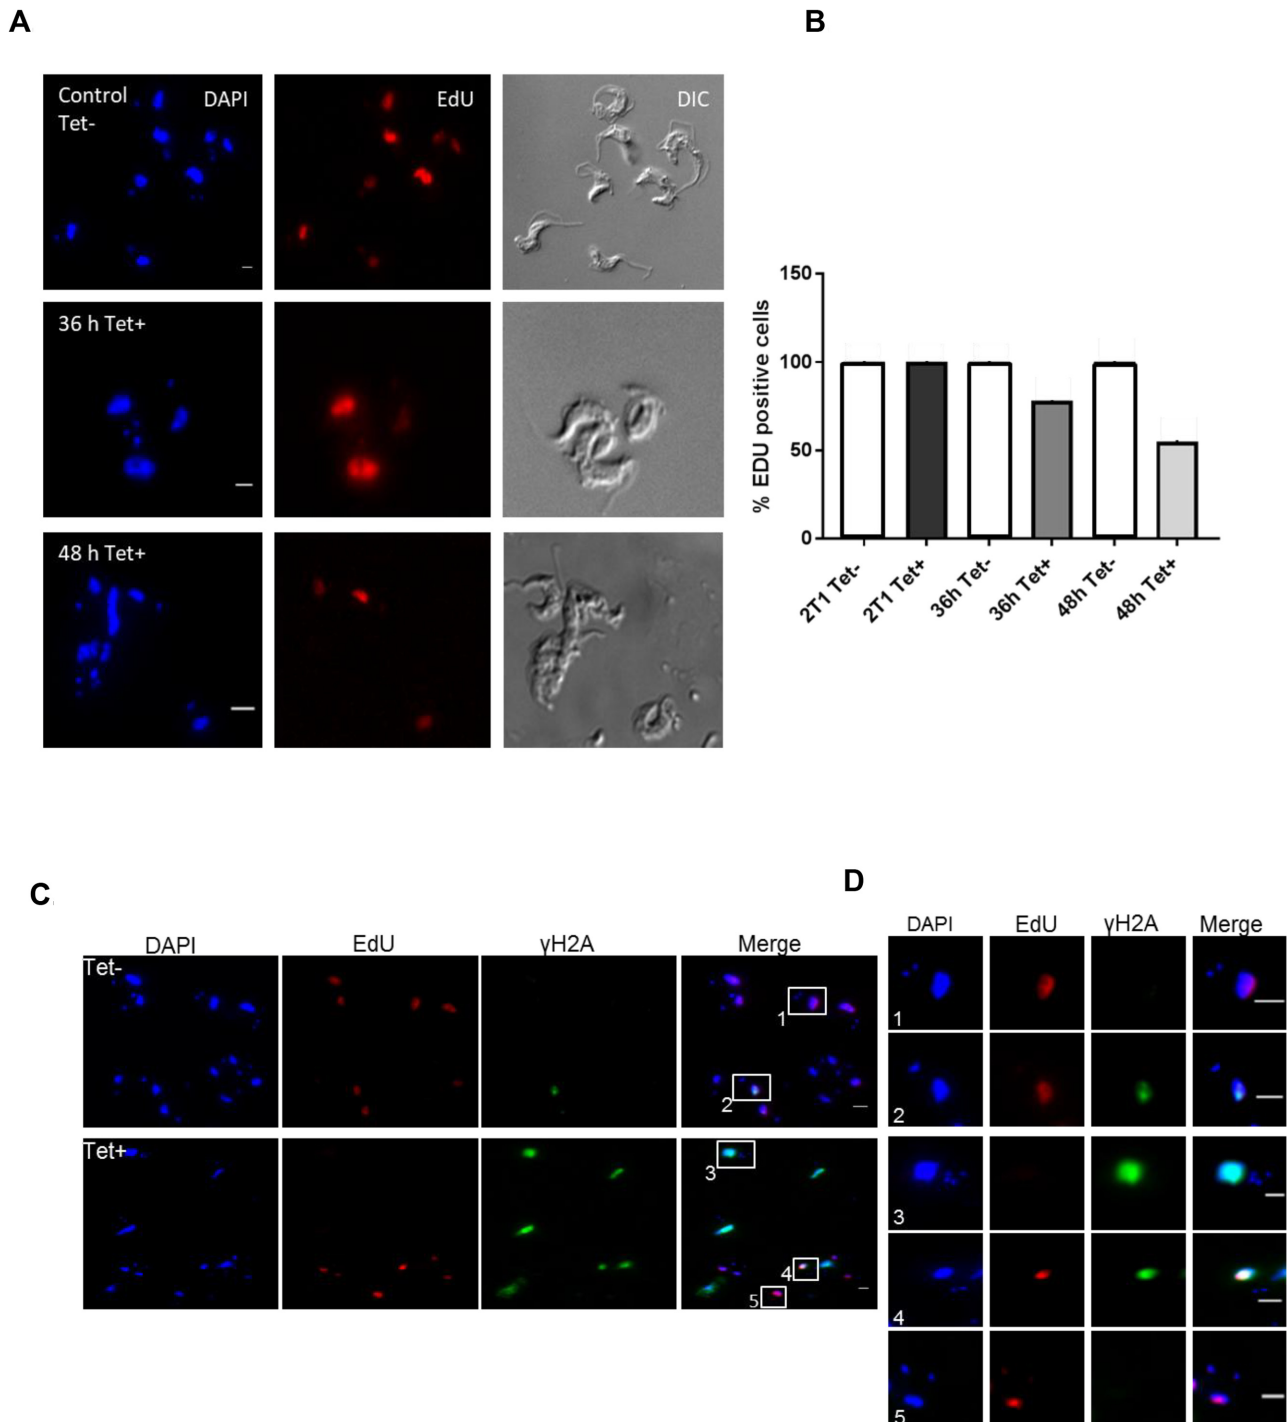 A
B
Control
Tet-
DAPI
EdU
DIC
36 h Tet+
48 h Tet+
% EDU positive cells
150
100
50
0
2T1 Tet-
2T1 Tet+
36h Tet-
36h Tet+
48h Tet-
48h Tet+
C
DAPI
EdU
γH2A
Merge
Tet-
1
2
Tet+
3
4
5
D
DAPI
EdU
γH2A
Merge
1
2
3
4
5